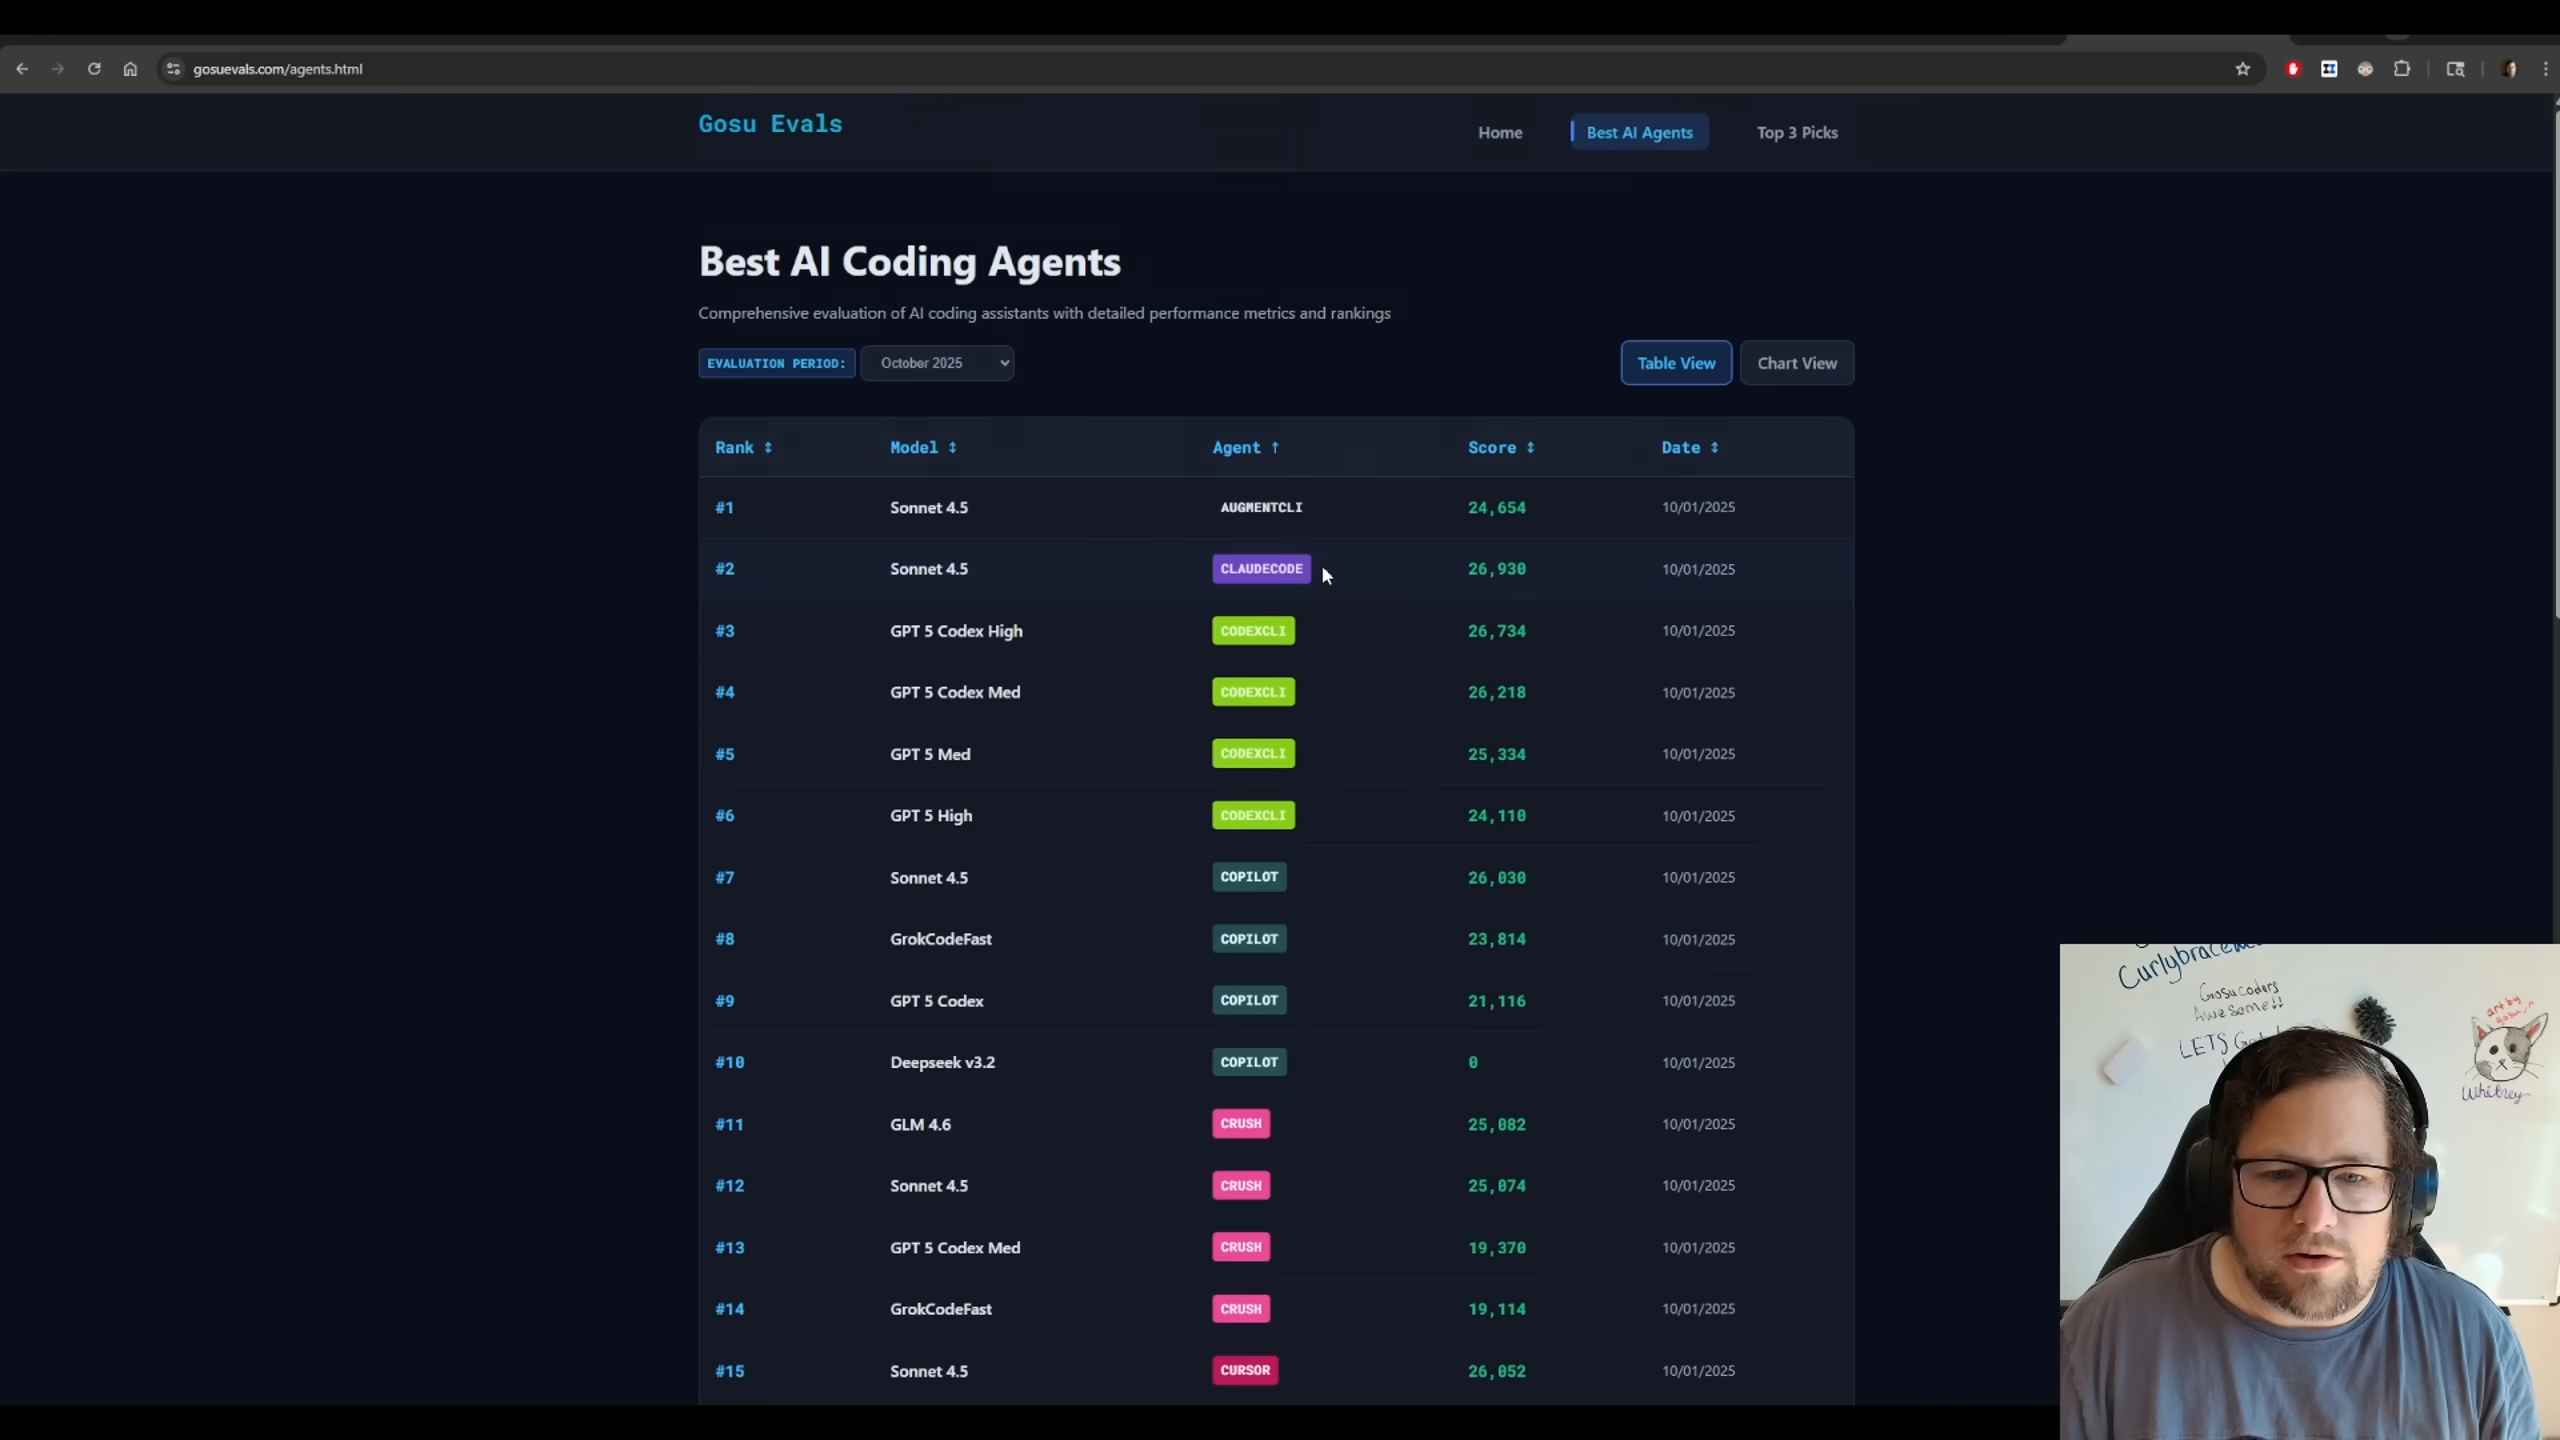 gosuevals.com/agents.html
Gosu Evals
Home
Best AI Agents
Top 3 Picks
Best AI Coding Agents
Comprehensive evaluation of AI coding assistants with detailed performance metrics and rankings
EVALUATION PERIOD:
October 2025
Table View
Chart View
Rank Model Agent ↑ Score Date
#1 Sonnet 4.5 AUGMENTCLI 24,654 10/01/2025
#2 Sonnet 4.5 CLAUDECODE 26,930 10/01/2025
#3 GPT 5 Codex High CODEXCLI 26,734 10/01/2025
#4 GPT 5 Codex Med CODEXCLI 26,218 10/01/2025
#5 GPT 5 Med CODEXCLI 25,334 10/01/2025
#6 GPT 5 High CODEXCLI 24,110 10/01/2025
#7 Sonnet 4.5 COPILOT 26,030 10/01/2025
#8 GrokCodeFast COPILOT 23,814 10/01/2025
#9 GPT 5 Codex COPILOT 21,116 10/01/2025
#10 Deepseek v3.2 COPILOT 0 10/01/2025
#11 GLM 4.6 CRUSH 25,082 10/01/2025
#12 Sonnet 4.5 CRUSH 25,074 10/01/2025
#13 GPT 5 Codex Med CRUSH 19,370 10/01/2025
#14 GrokCodeFast CRUSH 19,114 10/01/2025
#15 Sonnet 4.5 CURSOR 26,052 10/01/2025
Gosucoders
Awesome!!
LETS
art by
Whitney